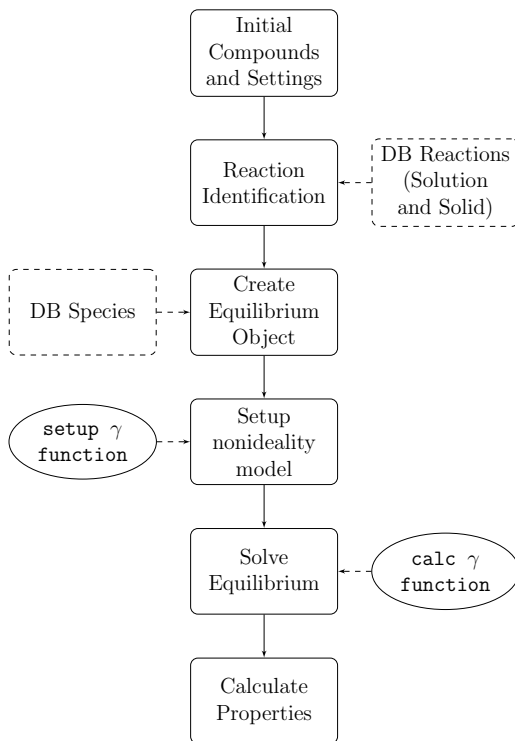 Initial
Compounds
and Settings
Reaction
Identification
DB Reactions
(Solution
and Solid)
Create
Equilibrium
Object
DB Species
Setup
nonideality
model
setup γ
function
Solve
Equilibrium
calc γ
function
Calculate
Properties